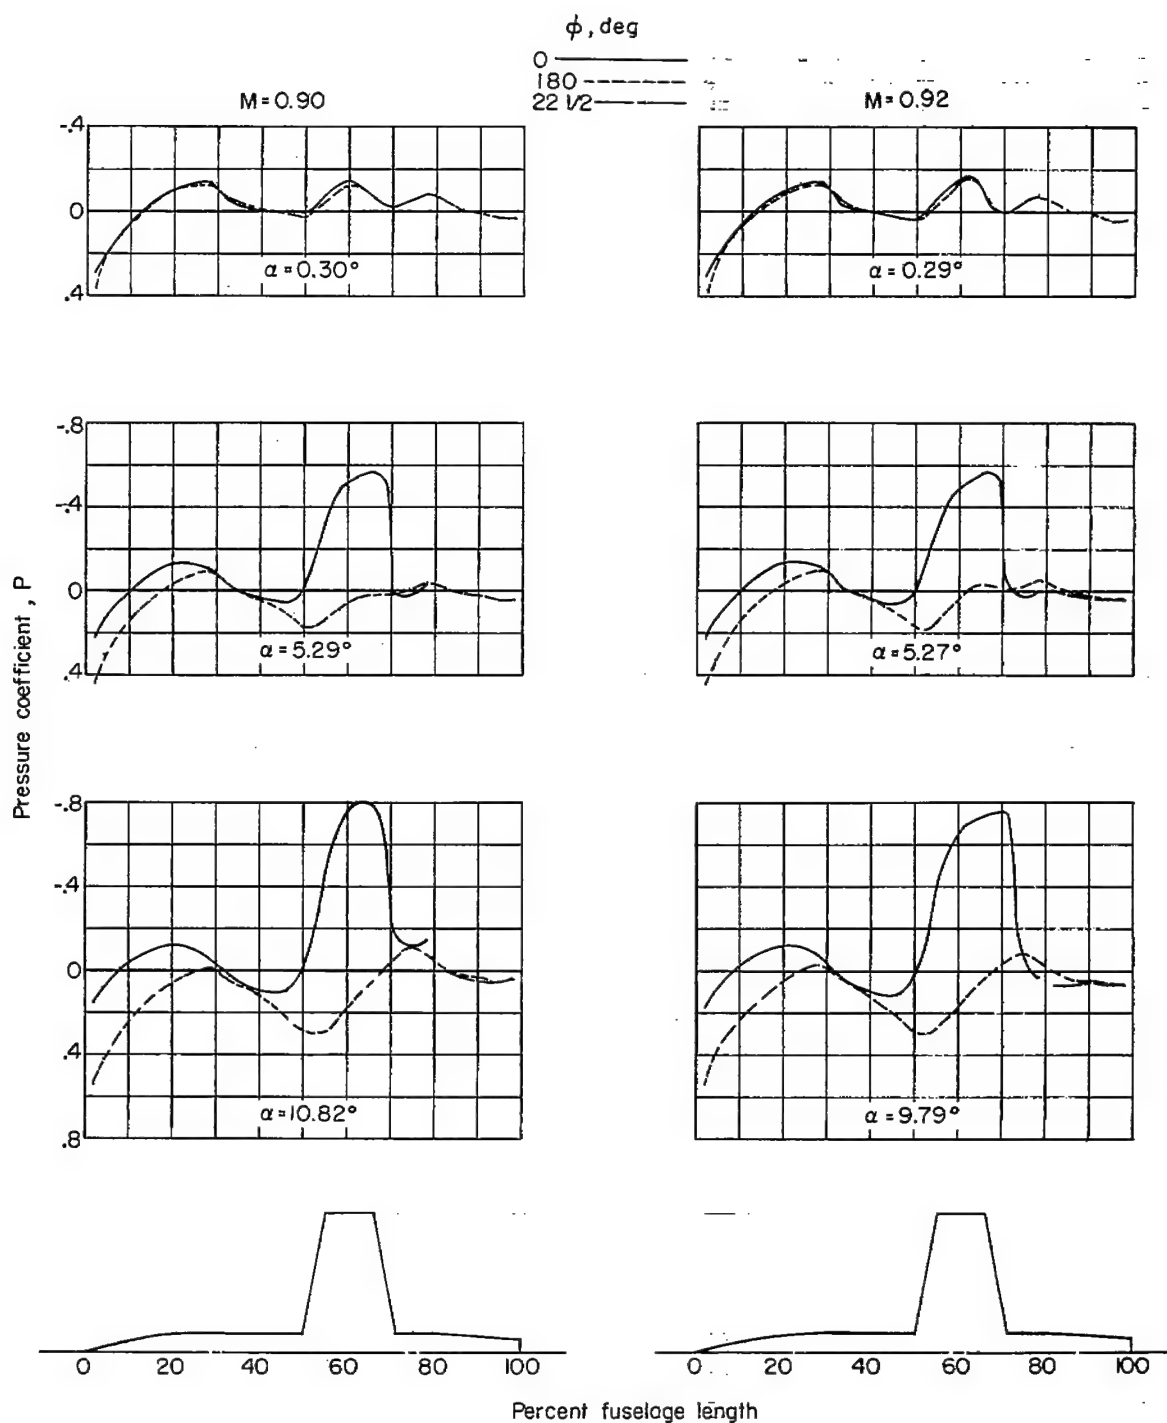 ϕ, deg
0
180
22 1/2
M = 0.90
M = 0.92
-.4
0
.4
α = 0.30°
α = 0.29°
-.8
-.4
0
.4
α = 5.29°
α = 5.27°
Pressure coefficient, P
-.8
-.4
0
.4
.8
α = 10.82°
α = 9.79°
0 20 40 60 80 100
0 20 40 60 80 100
Percent fuselage length